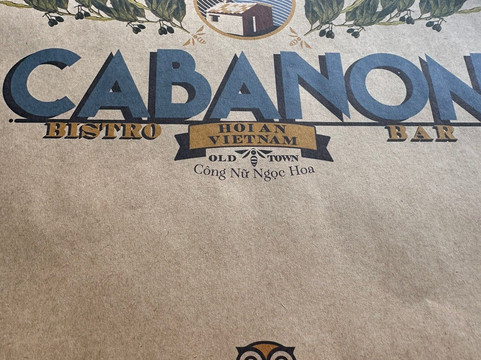 CABANON
BISTRO
HOI AN
VIETNAM
BAR
OLD TOWN
Công Nữ Ngọc Hoa